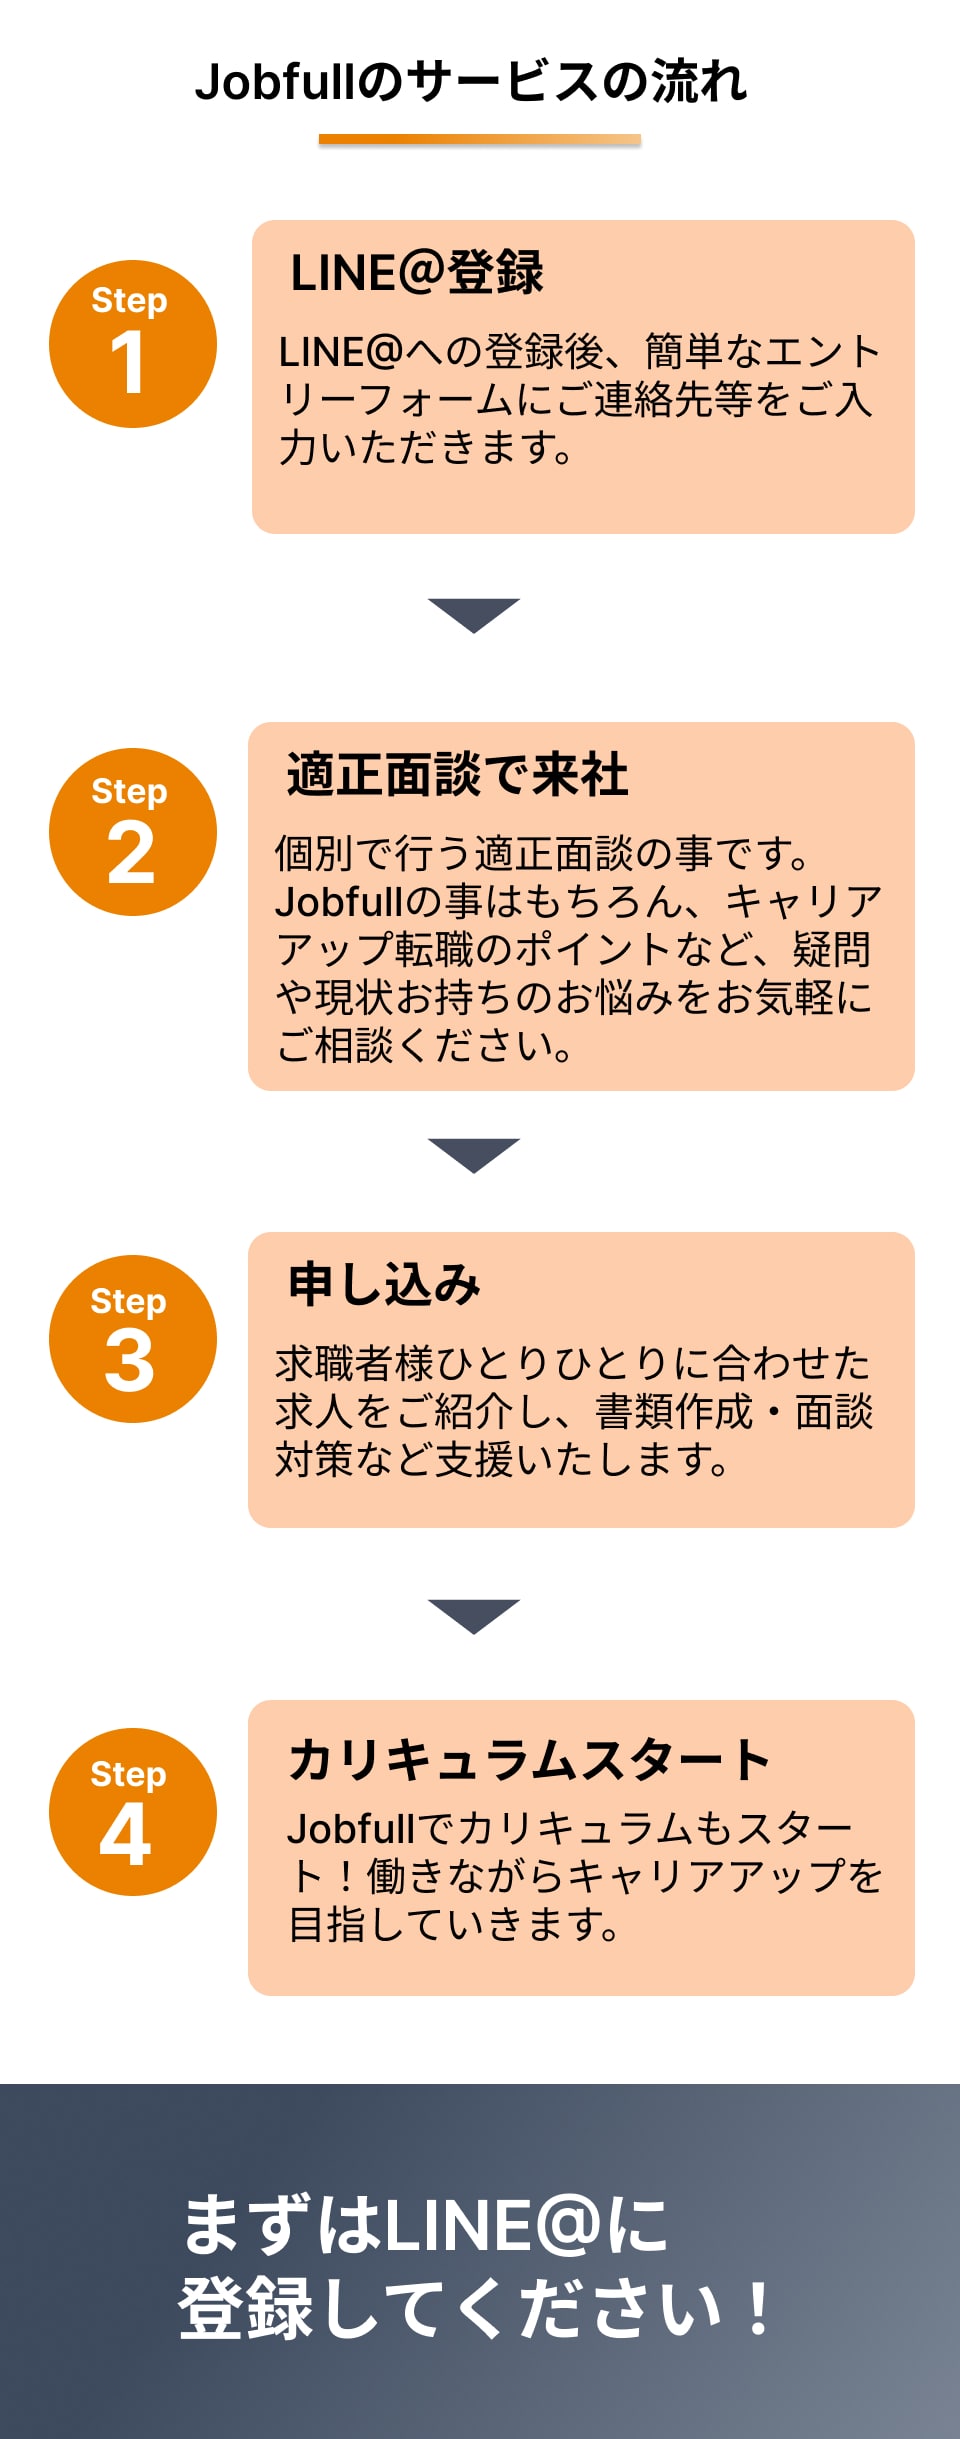 Jobfullのサービスの流れ
Step
1
LINE@登録
LINE@への登録後、簡単なエント
リーフォームにご連絡先等をご入
力いただきます。
Step
2
適正面談で来社
個別で行う適正面談の事です。
Jobfullの事はもちろん、キャリア
アップ転職のポイントなど、疑問
や現状お持ちのお悩みをお気軽に
ご相談ください。
Step
3
申し込み
求職者様ひとりひとりに合わせた
求人をご紹介し、書類作成・面談
対策など支援いたします。
Step
4
カリキュラムスタート
Jobfullでカリキュラムもスター
ト！働きながらキャリアアップを
目指していきます。
まずはLINE@に
登録してください！